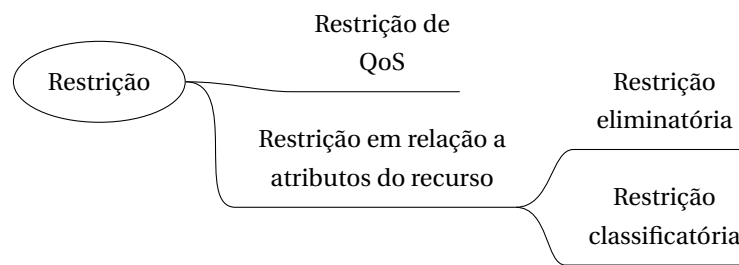 Restrição
Restrição de
QoS
Restrição em relação a
atributos do recurso
Restrição
eliminatória
Restrição
classificatória